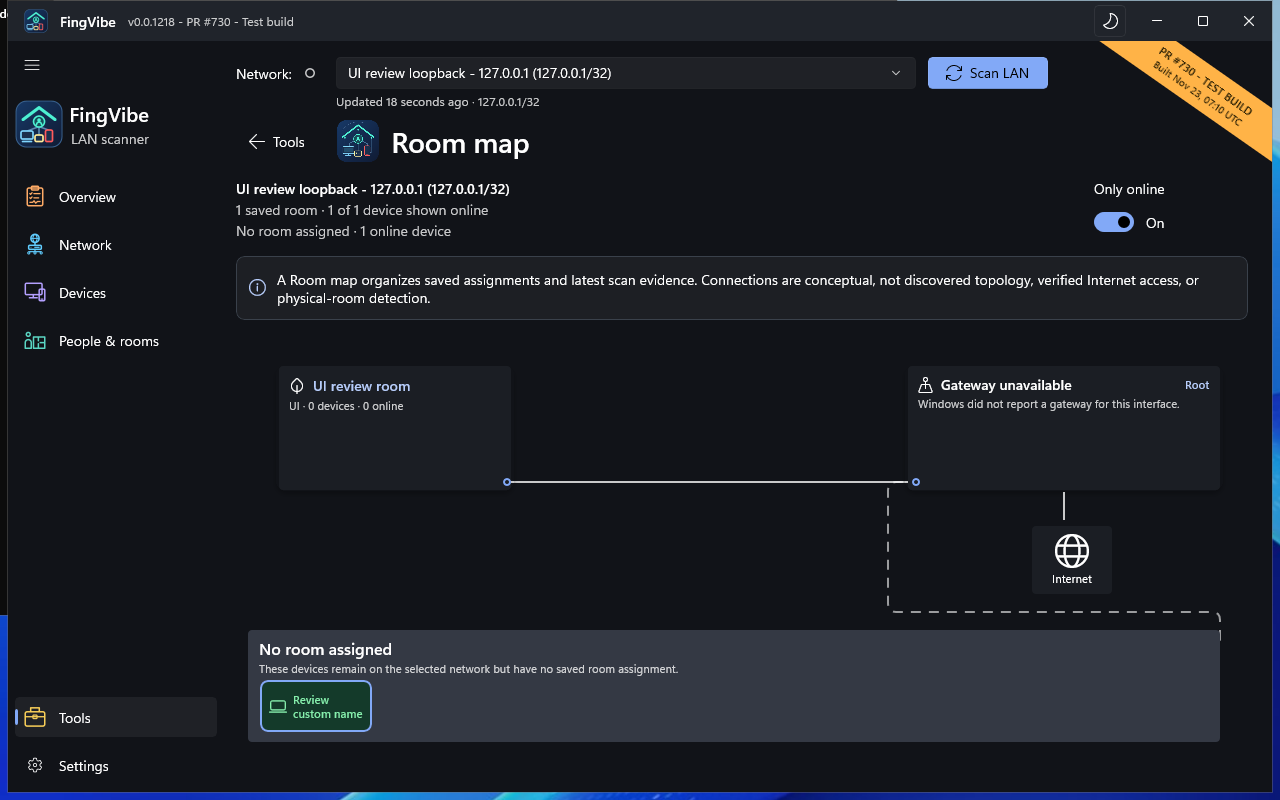 FingVibe v0.0.1218 - PR #730 - Test build
PR #730 - TEST BUILD
Built Nov 23, 07:10 UTC
FingVibe
LAN scanner
Overview
Network
Devices
People & rooms
Tools
Settings
Network:
UI review loopback - 127.0.0.1 (127.0.0.1/32)
Scan LAN
Updated 18 seconds ago · 127.0.0.1/32
Tools
Room map
UI review loopback - 127.0.0.1 (127.0.0.1/32)
1 saved room · 1 of 1 device shown online
No room assigned · 1 online device
Only online
On
A Room map organizes saved assignments and latest scan evidence. Connections are conceptual, not discovered topology, verified Internet access, or
physical-room detection.
UI review room
UI · 0 devices · 0 online
Gateway unavailable
Root
Windows did not report a gateway for this interface.
Internet
No room assigned
These devices remain on the selected network but have no saved room assignment.
Review
custom name